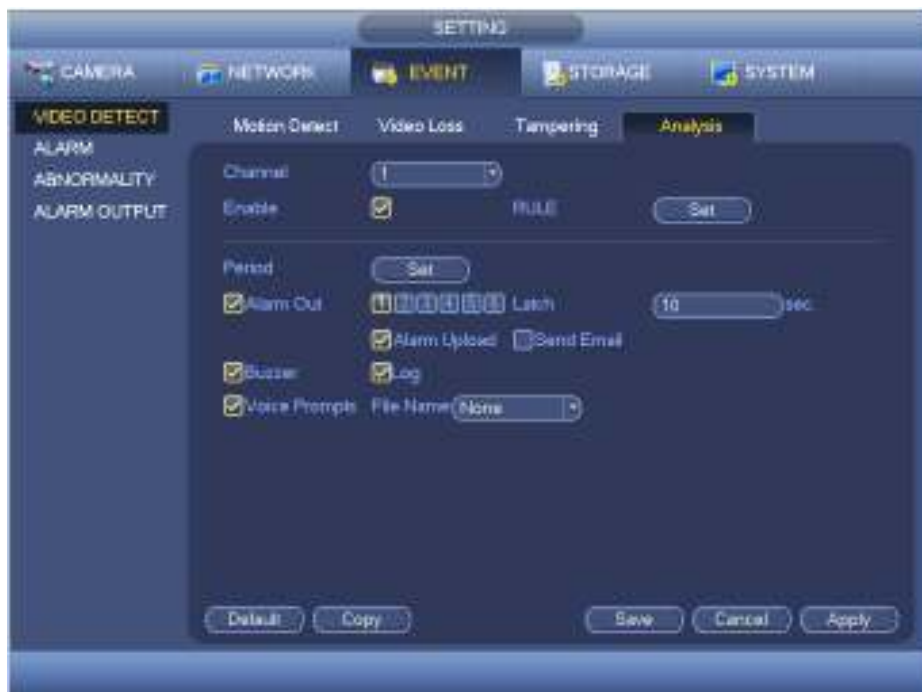 SETTING
CAMERA NETWORK EVENT STORAGE SYSTEM
VIDEO DETECT
ALARM
ABNORMALITY
ALARM OUTPUT
Motion Detect Video Loss Tampering Analysis
Channel 1
Enable RULE Set
Period Set
Alarm Out 1 2 3 4 5 6 Latch 10 sec.
Alarm Upload Send Email
Buzzer Log
Voice Prompts File Name None
Default Copy Save Cancel Apply